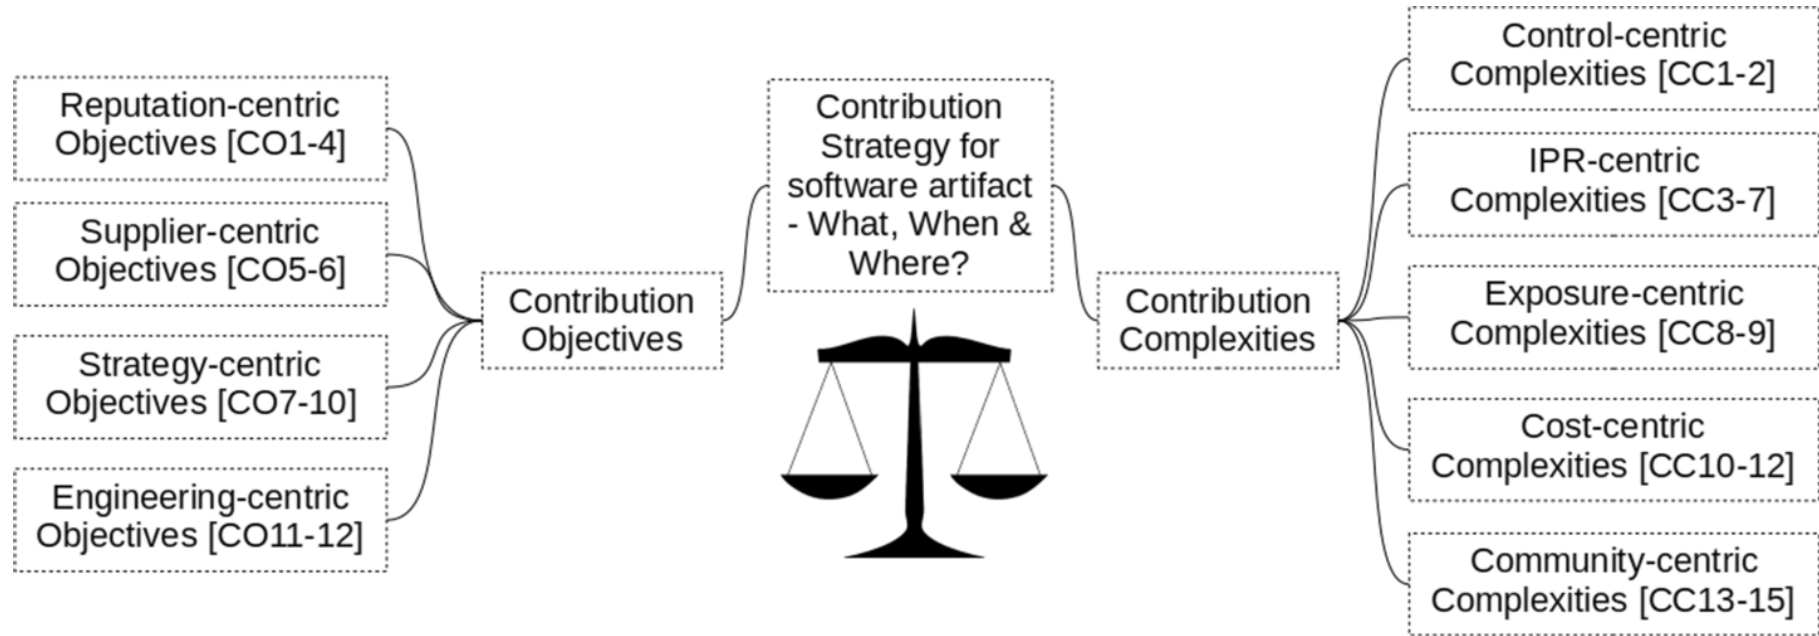 Reputation-centric
Objectives [CO1-4]
Supplier-centric
Objectives [CO5-6]
Strategy-centric
Objectives [CO7-10]
Engineering-centric
Objectives [CO11-12]
Contribution
Objectives
Contribution
Strategy for
software artifact
- What, When &
Where?
Contribution
Complexities
Control-centric
Complexities [CC1-2]
IPR-centric
Complexities [CC3-7]
Exposure-centric
Complexities [CC8-9]
Cost-centric
Complexities [CC10-12]
Community-centric
Complexities [CC13-15]